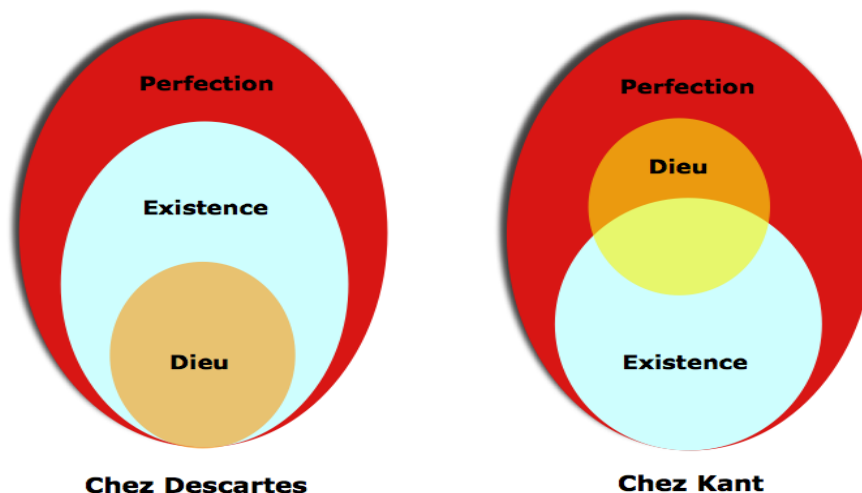 Perfection
Existence
Dieu
Chez Descartes
Perfection
Dieu
Existence
Chez Kant